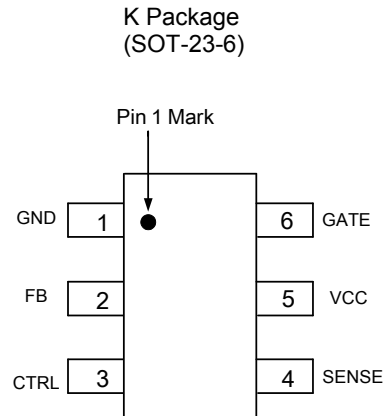 K Package
(SOT-23-6)
Pin 1 Mark
GND 1 6 GATE
FB 2 5 VCC
CTRL 3 4 SENSE